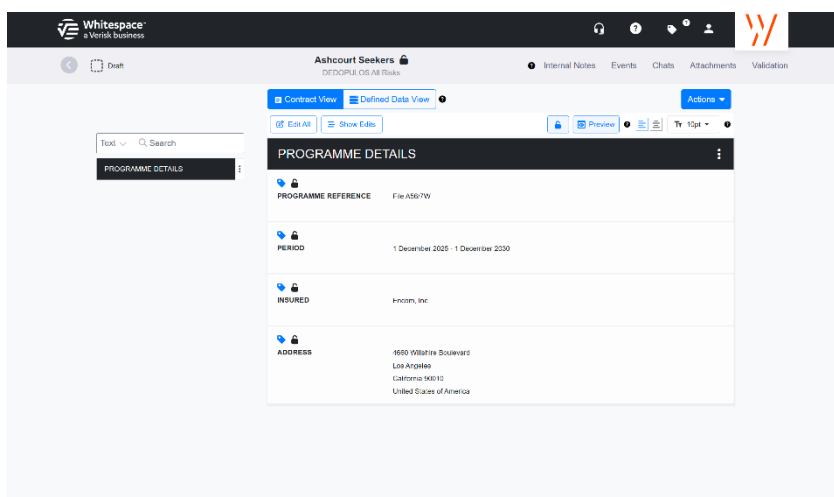 Whitespace™
a Verisk business
Draft
Ashcourt Seekers
DEDOPULOS All Risks
Internal Notes Events Chats Attachments Validation
Contract View Defined Data View
Actions
Edit All Show Edits
Preview 10pt
Text Search
PROGRAMME DETAILS
PROGRAMME DETAILS
PROGRAMME REFERENCE File A56/7W
PERIOD 1 December 2025 - 1 December 2030
INSURED Encom, Inc
ADDRESS 4660 Wilshire Boulevard
Los Angeles
California 90010
United States of America